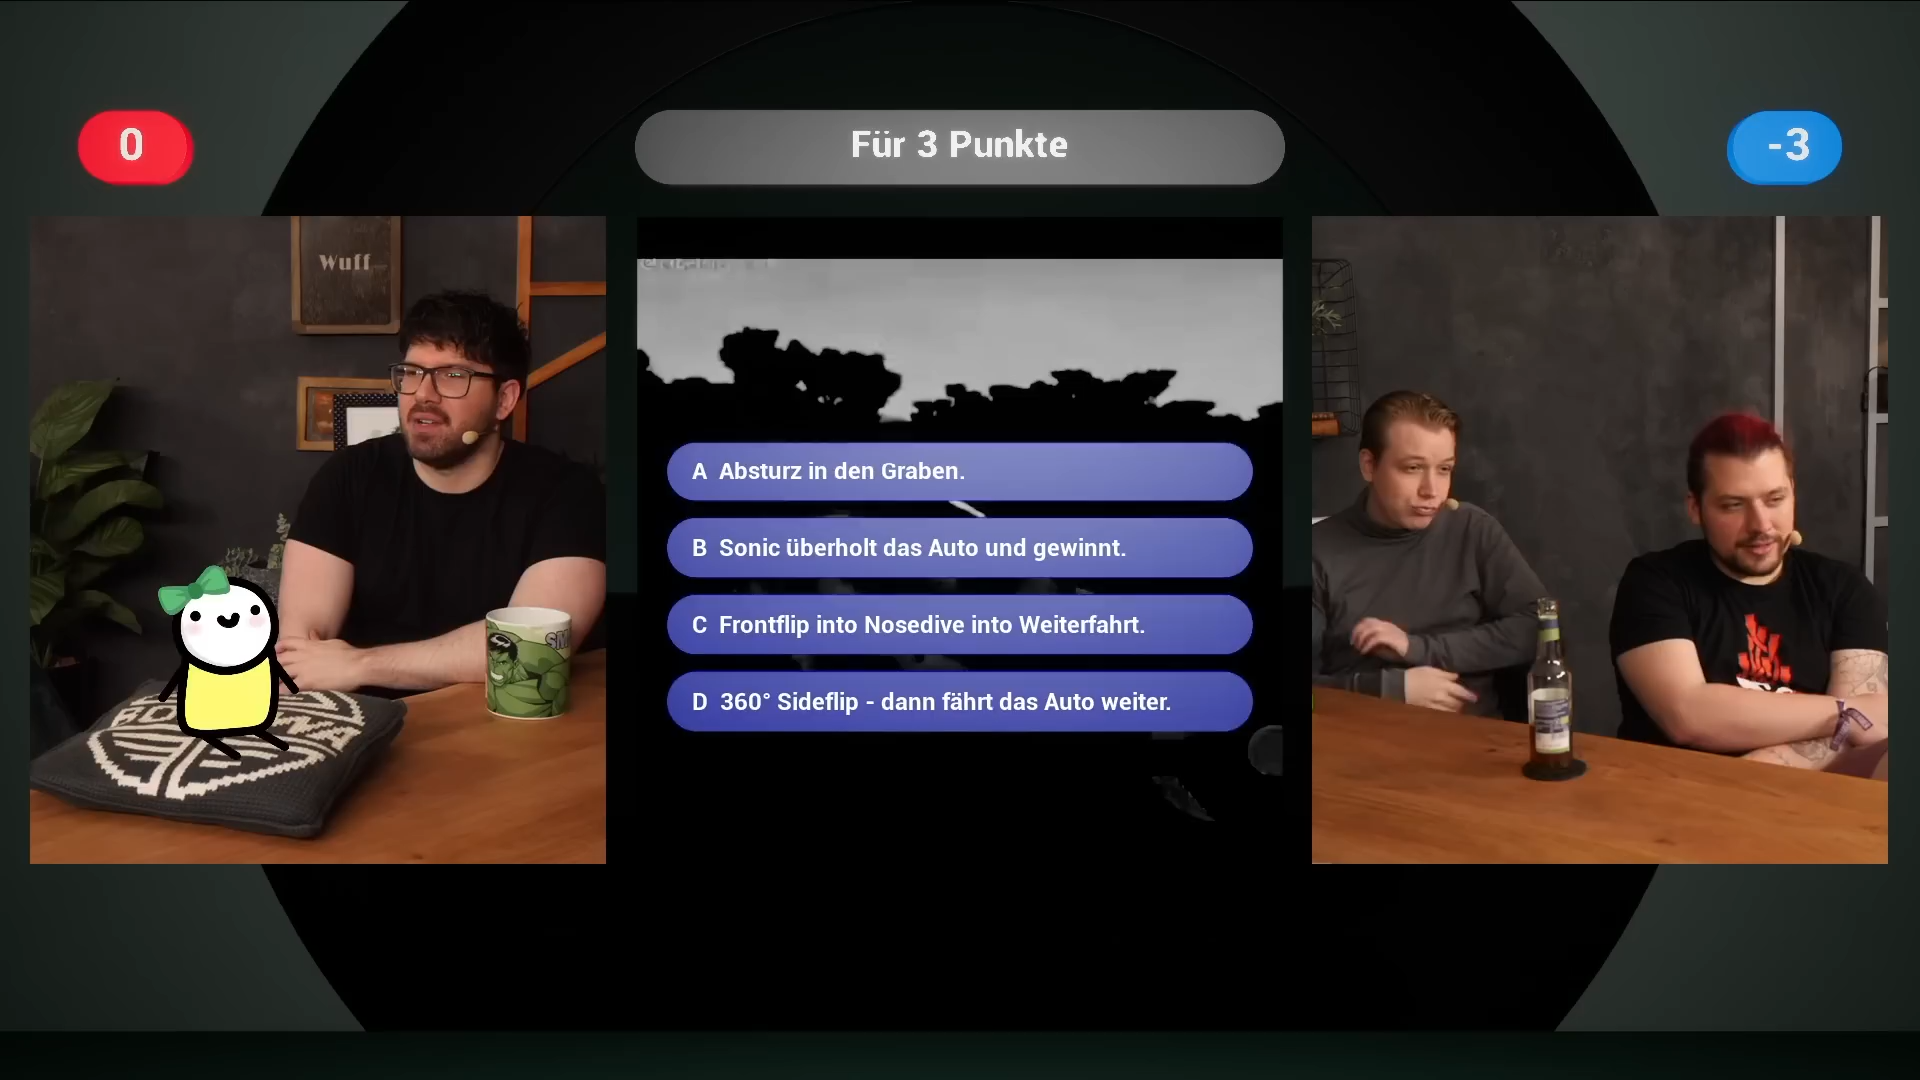 0
Für 3 Punkte
-3
Wuff
A Absturz in den Graben.
B Sonic überholt das Auto und gewinnt.
C Frontflip into Nosedive into Weiterfahrt.
D 360° Sideflip - dann fährt das Auto weiter.